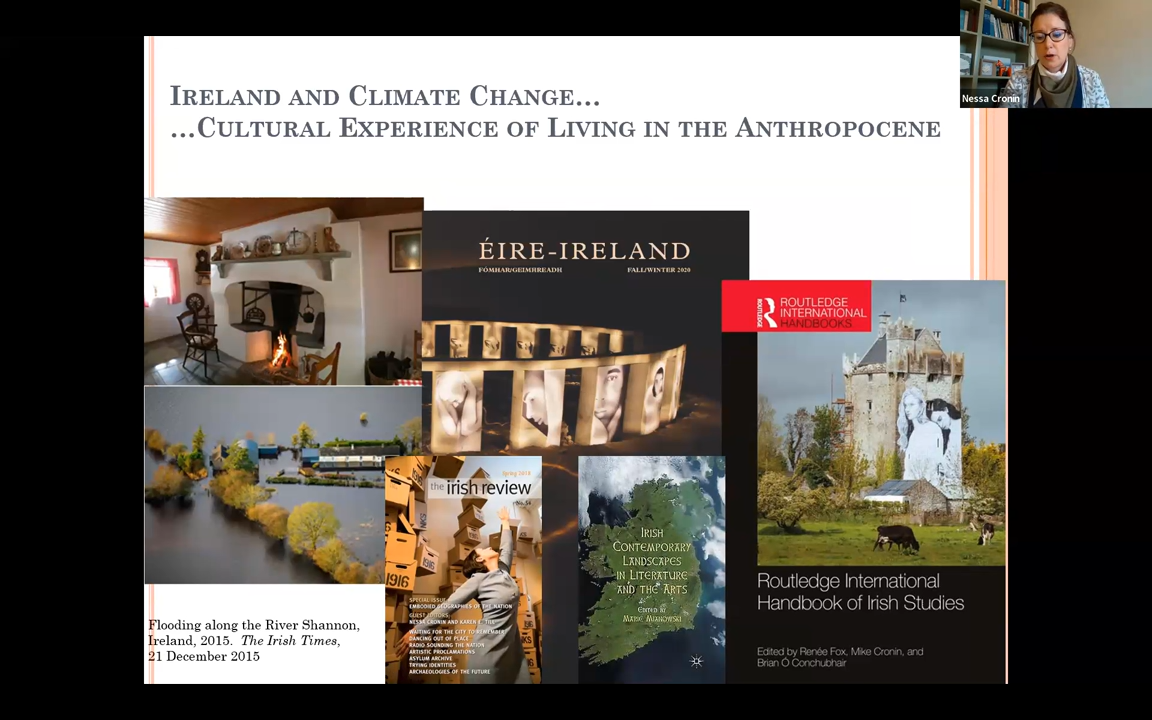 Ireland and Climate Change...
...Cultural Experience of Living in the Anthropocene
Nessa Cronin
ÉIRE-IRELAND
FÓMHAR/GEIMHREADH FALL/WINTER 2020
ROUTLEDGE
ROUTLEDGE
INTERNATIONAL
HANDBOOKS
Spring 2018
the irish review
No. 54
1916
1916
SPECIAL ISSUE
EMBODIED GEOGRAPHIES OF THE NATION
GUEST EDITORS:
NESSA CRONIN AND KAREN E. TILL
WAITING FOR THE CITY TO REMEMBER
DANCING OUT OF PLACE
RADIO SOUNDING THE NATION
ARTISTIC PROCLAMATIONS
ASYLUM ARCHIVE
TRYING IDENTITIES
ARCHAEOLOGIES OF THE FUTURE
Irish
Contemporary
Landscapes
in Literature
and the Arts
Edited by
Marie Mianowski
Routledge International
Handbook of Irish Studies
Edited by Renée Fox, Mike Cronin, and
Brian Ó Conchubhair
Flooding along the River Shannon,
Ireland, 2015. The Irish Times,
21 December 2015